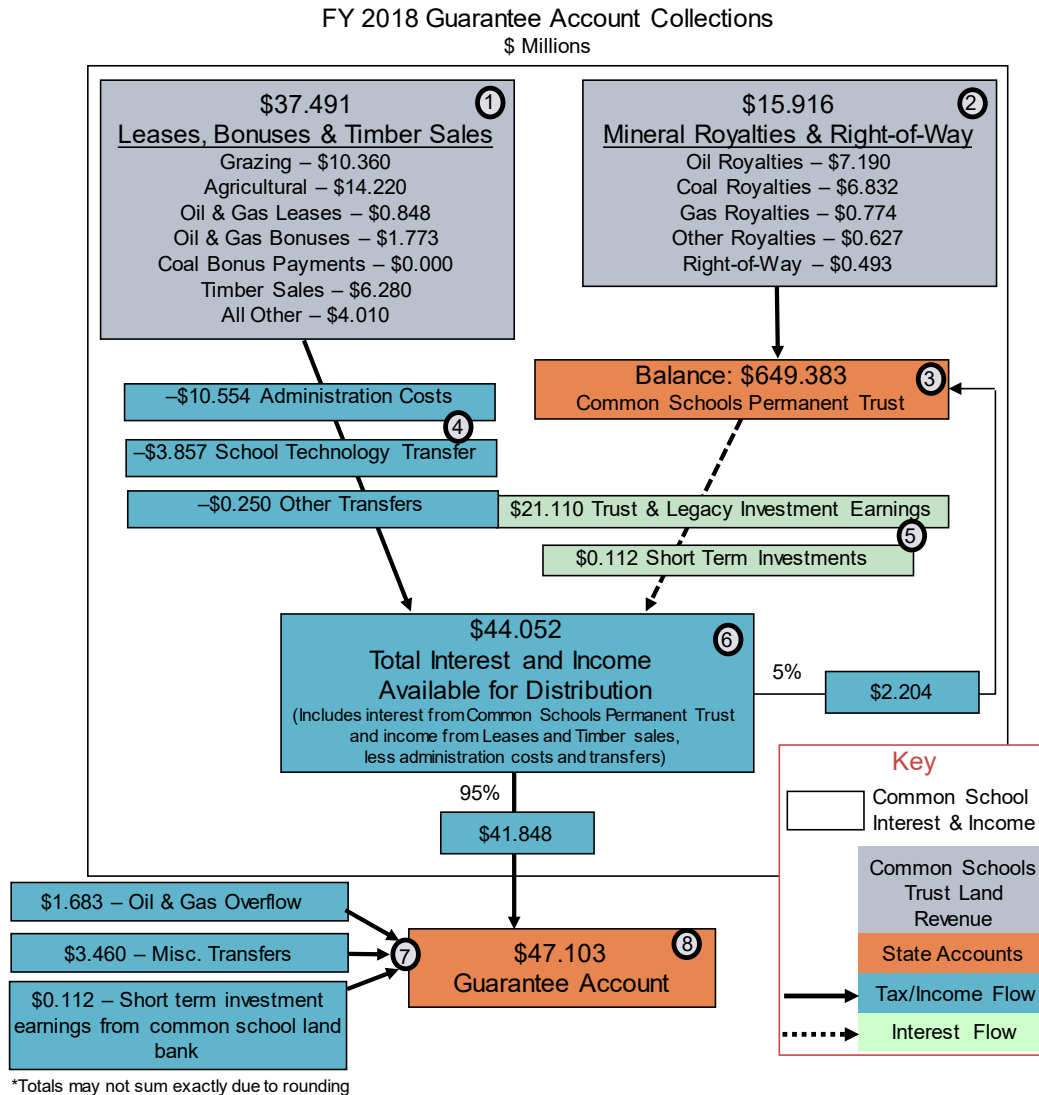 FY 2018 Guarantee Account Collections
$ Millions
$37.491
1
Leases, Bonuses & Timber Sales
Grazing – $10.360
Agricultural – $14.220
Oil & Gas Leases – $0.848
Oil & Gas Bonuses – $1.773
Coal Bonus Payments – $0.000
Timber Sales – $6.280
All Other – $4.010
$15.916
2
Mineral Royalties & Right-of-Way
Oil Royalties – $7.190
Coal Royalties – $6.832
Gas Royalties – $0.774
Other Royalties – $0.627
Right-of-Way – $0.493
Balance: $649.383
3
Common Schools Permanent Trust
–$10.554 Administration Costs
4
–$3.857 School Technology Transfer
–$0.250 Other Transfers
$21.110 Trust & Legacy Investment Earnings
5
$0.112 Short Term Investments
$44.052
6
Total Interest and Income
Available for Distribution
(Includes interest from Common Schools Permanent Trust
and income from Leases and Timber sales,
less administration costs and transfers)
5%
$2.204
95%
$41.848
$1.683 – Oil & Gas Overflow
$3.460 – Misc. Transfers
$0.112 – Short term investment
earnings from common school land
bank
7
$47.103
8
Guarantee Account
Key
Common School
Interest & Income
Common Schools
Trust Land
Revenue
State Accounts
Tax/Income Flow
Interest Flow
*Totals may not sum exactly due to rounding